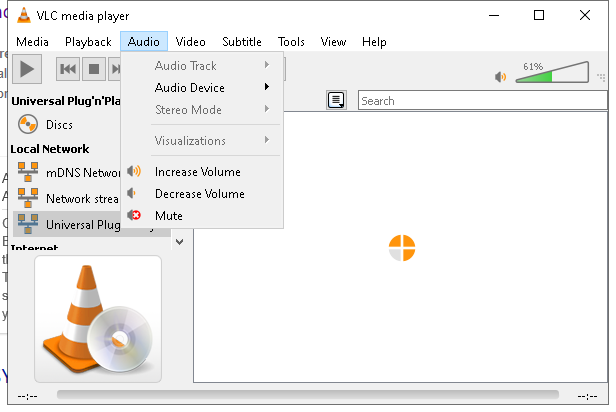 VLC media player
Media Playback Audio Video Subtitle Tools View Help
61%
Audio Track
Audio Device
Stereo Mode
Visualizations
Increase Volume
Decrease Volume
Mute
Search
Universal Plug'n'Pla
Discs
Local Network
mDNS Networ
Network strea
Universal Plug
Internet
--:-- --:--